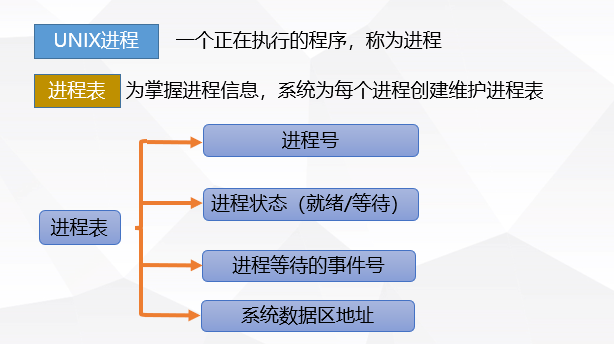 UNIX进程 一个正在执行的程序，称为进程
进程表 为掌握进程信息，系统为每个进程创建维护进程表
进程号
进程状态（就绪/等待）
进程表
进程等待的事件号
系统数据区地址